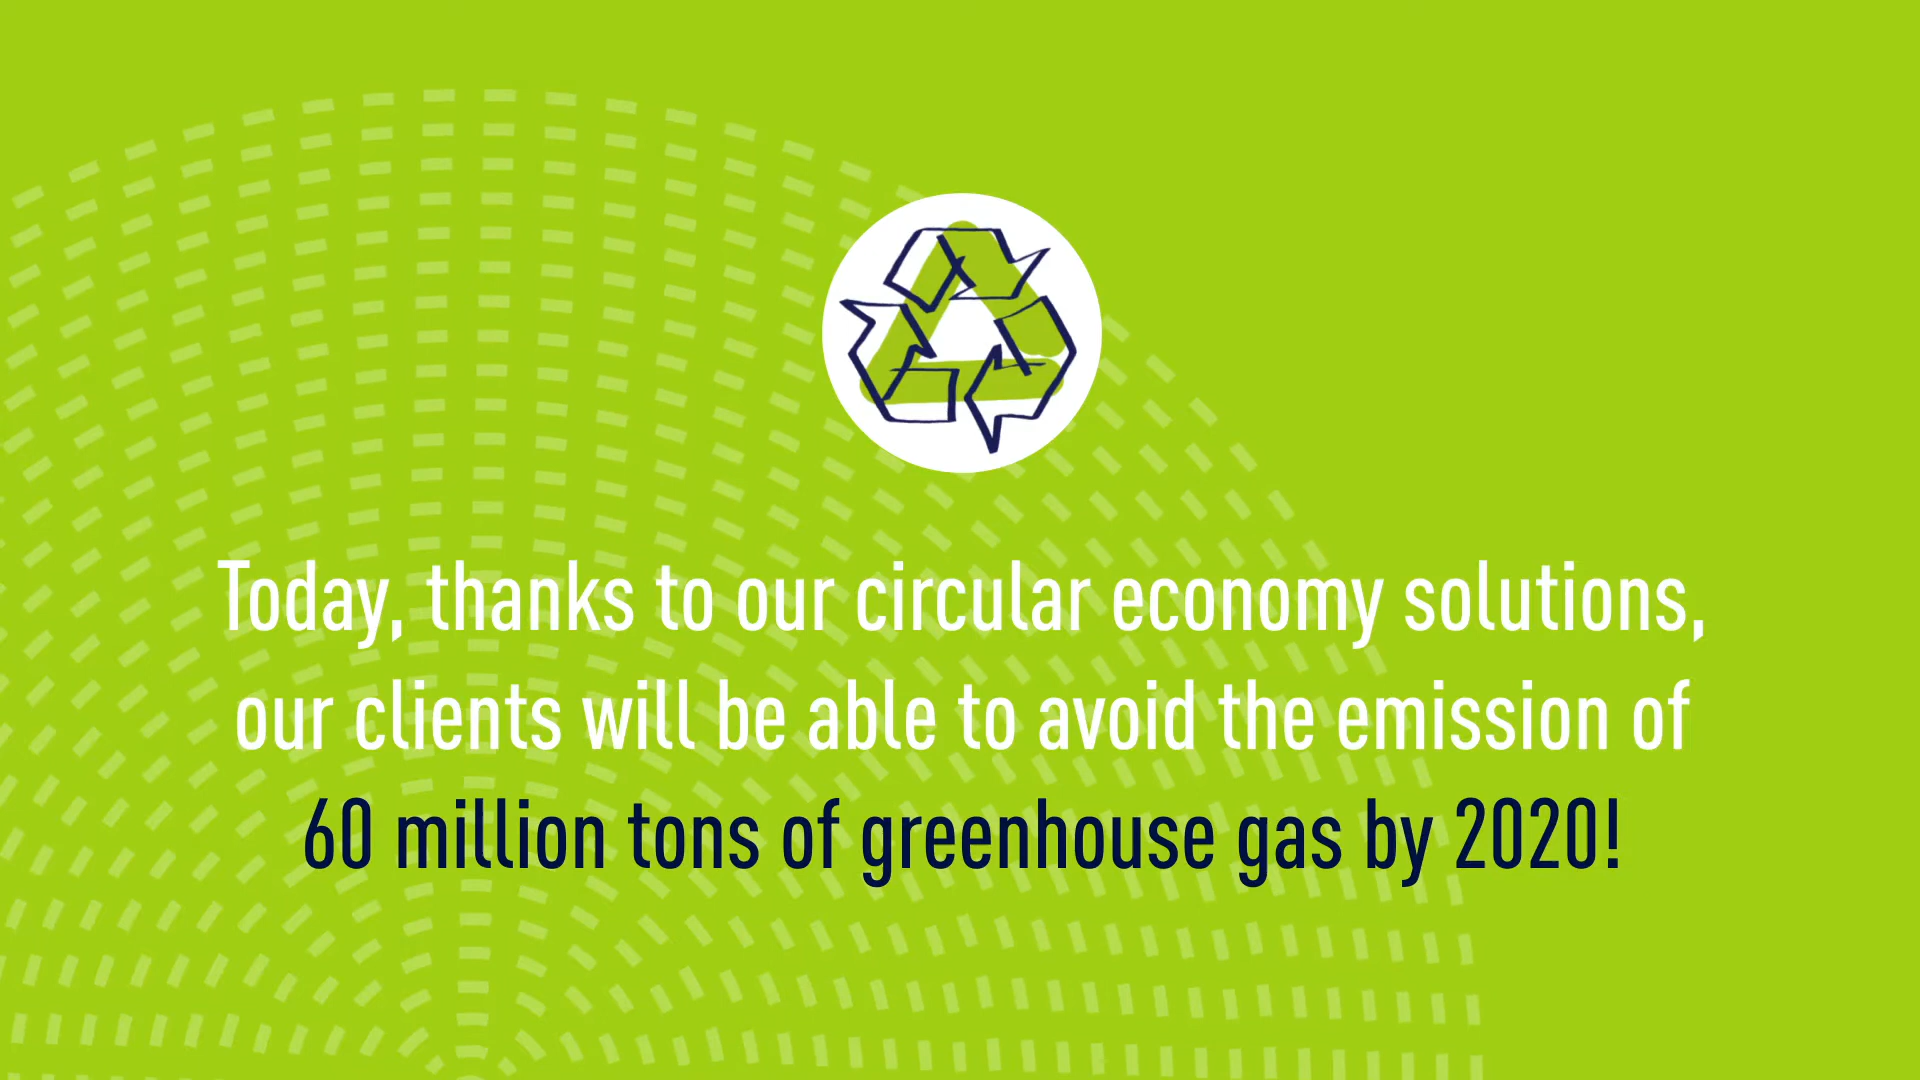 Today, thanks to our circular economy solutions,
our clients will be able to avoid the emission of
60 million tons of greenhouse gas by 2020!